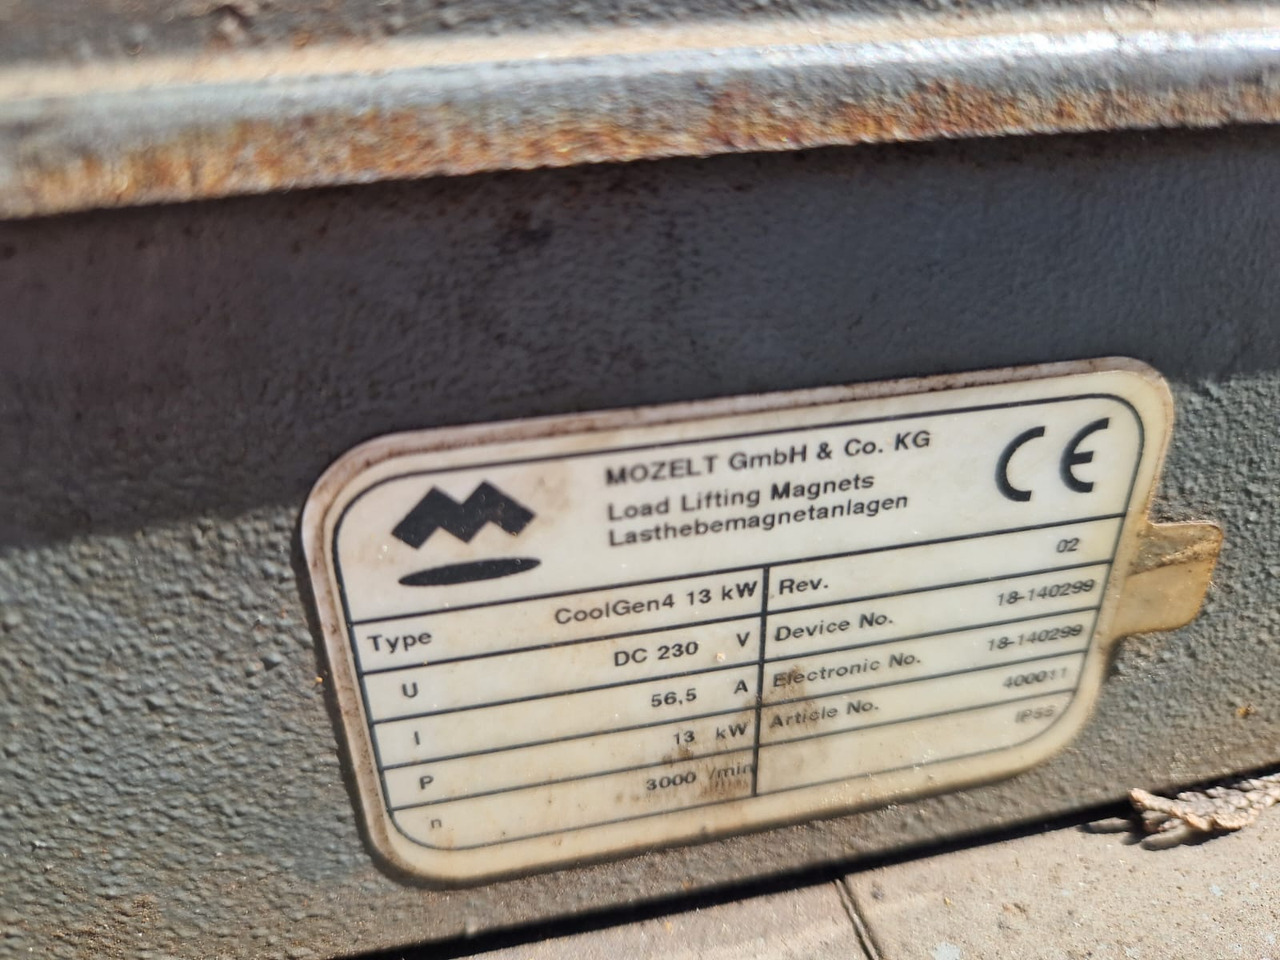 MOZELT GmbH & Co. KG
Load Lifting Magnets
Lasthebemagnetanlagen
CE
Type CoolGen4 13 kW
U DC 230 V
I 56,5 A
P 13 kW
n 3000 /min
Rev. 02
Device No. 18-140299
Electronic No. 18-140299
Article No. 400011